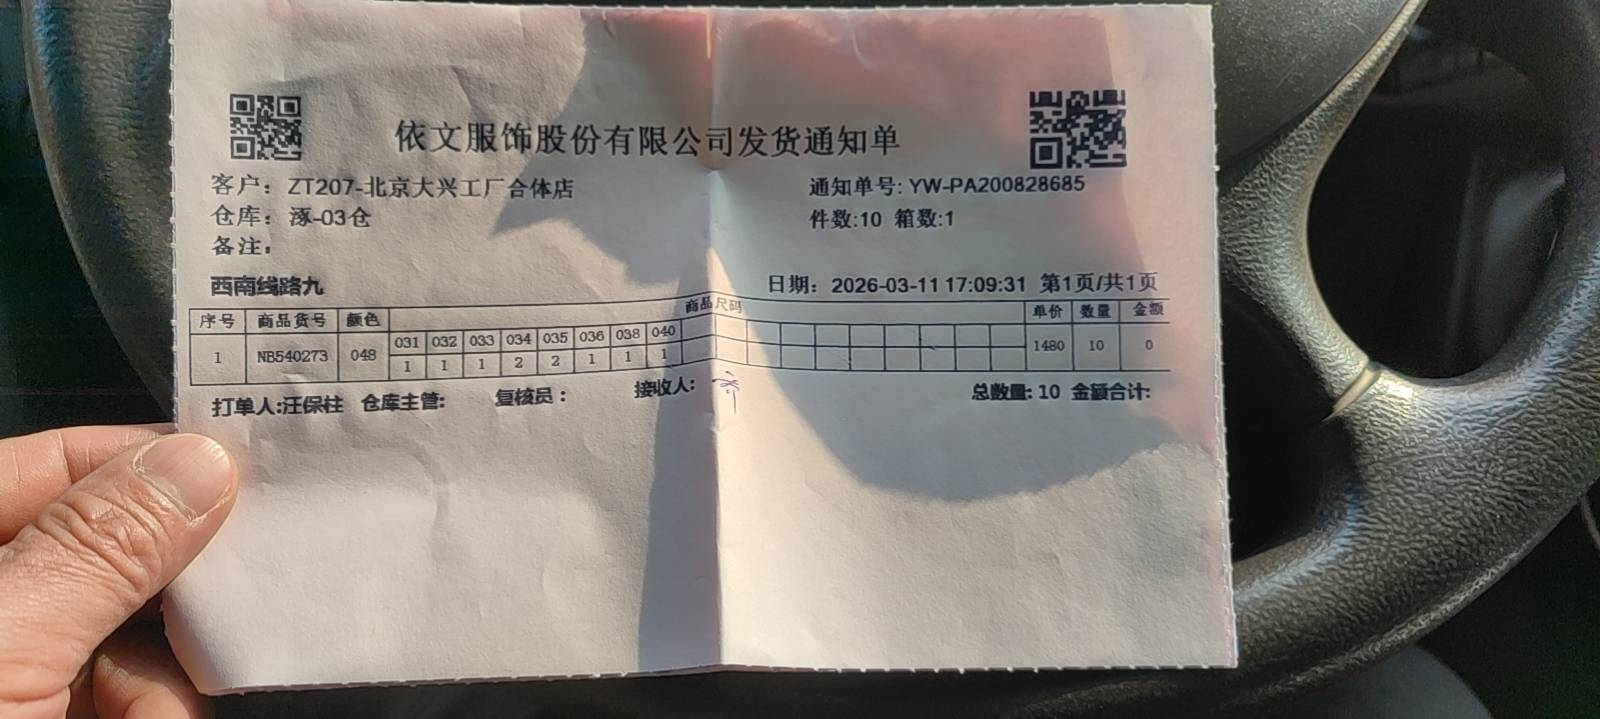 依文服饰股份有限公司发货通知单
客户：ZT207-北京大兴工厂合体店 通知单号: YW-PA200828685
仓库：涿-03仓 件数:10 箱数:1
备注：
西南线路九 日期：2026-03-11 17:09:31 第1页/共1页
序号 商品货号 颜色 商品尺码 单价 数量 金额
031 032 033 034 035 036 038 040
1 NB540273 048 1 1 1 2 2 1 1 1 1480 10 0
打单人:汪保柱 仓库主管: 复核员： 接收人: 总数量: 10 金额合计: